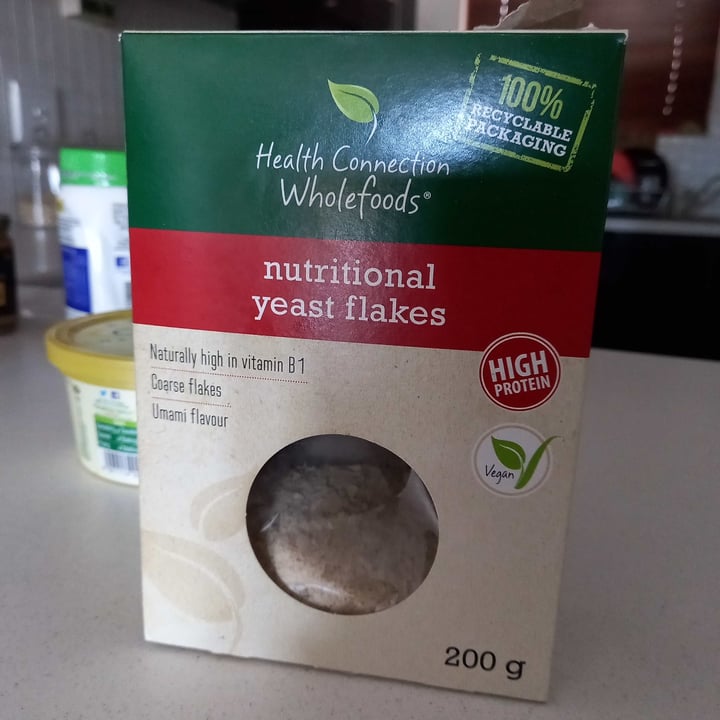 100%
RECYCLABLE
PACKAGING
Health Connection
Wholefoods®
nutritional
yeast flakes
Naturally high in vitamin B1
Coarse flakes
Umami flavour
HIGH
PROTEIN
Vegan
200 g